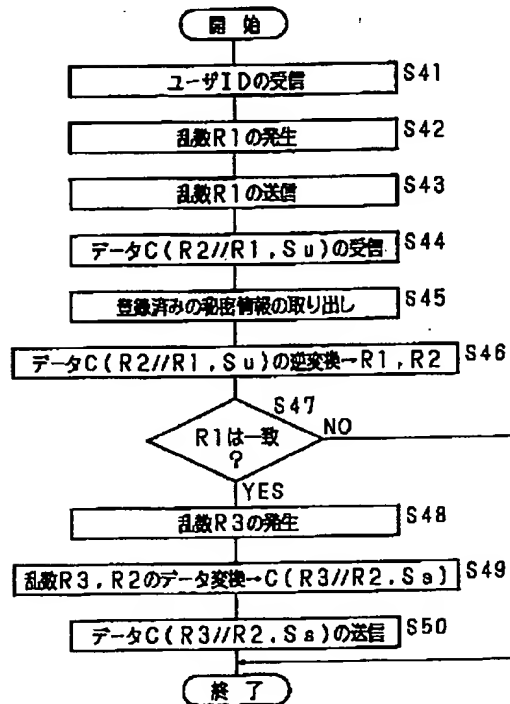 開 始
ユーザIDの受信 S41
乱数R1の発生 S42
乱数R1の送信 S43
データC(R2//R1,Su)の受信 S44
登録済みの秘密情報の取り出し S45
データC(R2//R1,Su)の逆変換→R1,R2 S46
S47
R1は一致
?
NO
YES
乱数R3の発生 S48
乱数R3,R2のデータ変換→C(R3//R2,Ss) S49
データC(R3//R2,Ss)の送信 S50
終 了